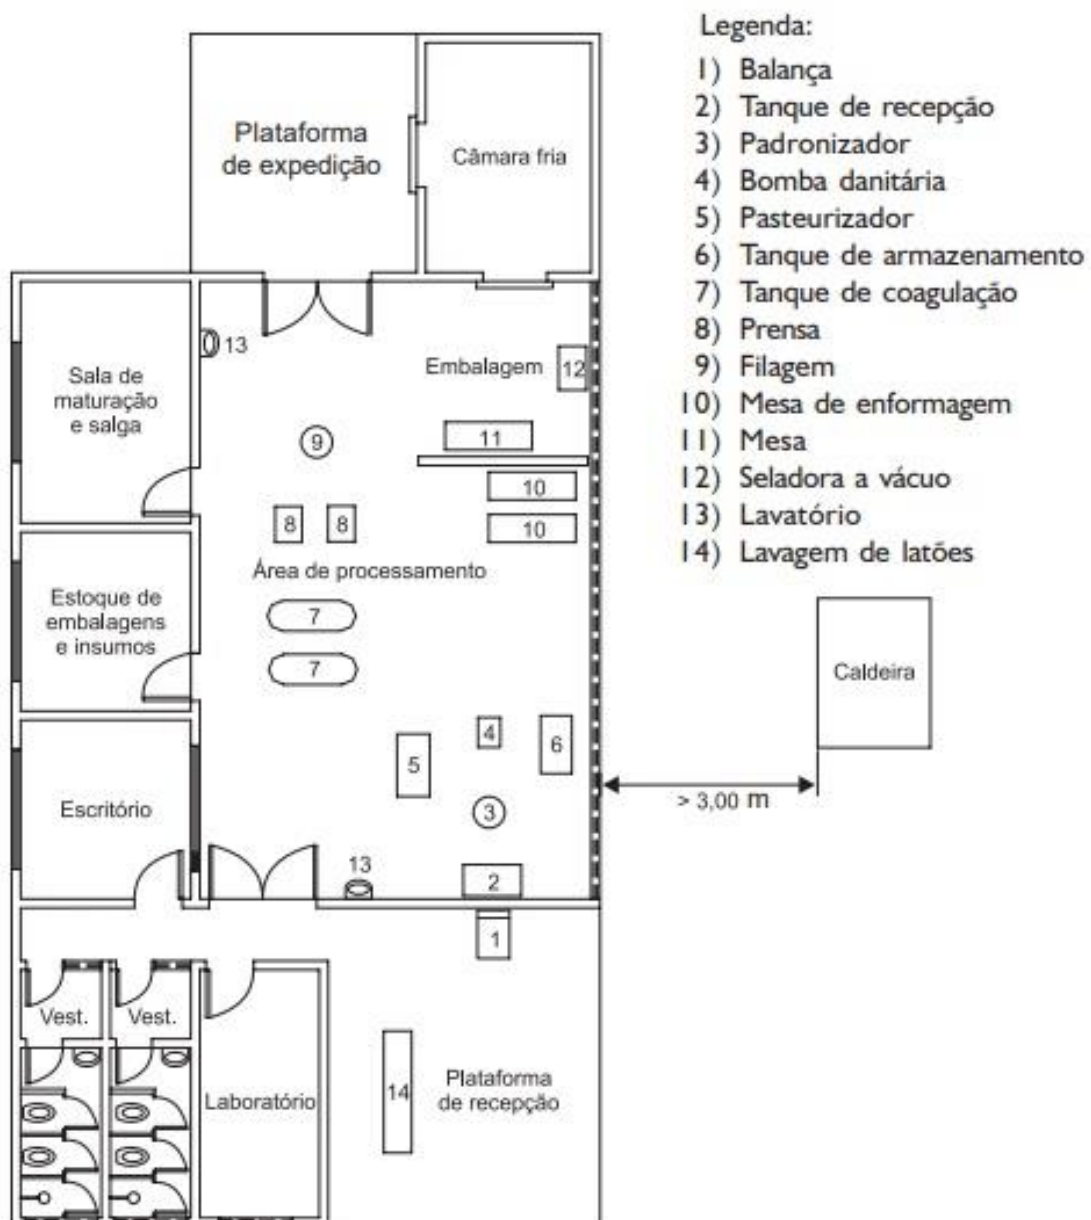 Legenda:
1) Balança
2) Tanque de recepção
3) Padronizador
4) Bomba danitária
5) Pasteurizador
6) Tanque de armazenamento
7) Tanque de coagulação
8) Prensa
9) Filagem
10) Mesa de enformagem
11) Mesa
12) Seladora a vácuo
13) Lavatório
14) Lavagem de latões
Plataforma
de expedição
Câmara fria
13
Embalagem
12
Sala de
maturação
e salga
9
11
10
8
8
10
Área de processamento
Estoque de
embalagens
e insumos
7
7
Caldeira
4
6
5
Escritório
3
> 3,00 m
13
2
1
Vest.
Vest.
Laboratório
14
Plataforma
de recepção